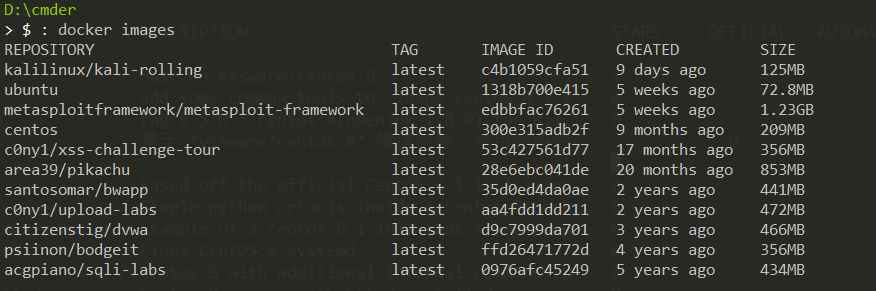 D:\cmder
> $ : docker images
REPOSITORY TAG IMAGE ID CREATED SIZE
kalilinux/kali-rolling latest c4b1059cfa51 9 days ago 125MB
ubuntu latest 1318b700e415 5 weeks ago 72.8MB
metasploitframework/metasploit-framework latest edbbfac76261 5 weeks ago 1.23GB
centos latest 300e315adb2f 9 months ago 209MB
c0ny1/xss-challenge-tour latest 53c427561d77 17 months ago 356MB
area39/pikachu latest 28e6ebc041de 20 months ago 853MB
santosomar/bwapp latest 35d0ed4da0ae 2 years ago 441MB
c0ny1/upload-labs latest aa4fdd1dd211 2 years ago 472MB
citizenstig/dvwa latest d9c7999da701 3 years ago 466MB
psiinon/bodgeit latest ffd26471772d 4 years ago 356MB
acgpiano/sqli-labs latest 0976afc45249 5 years ago 434MB